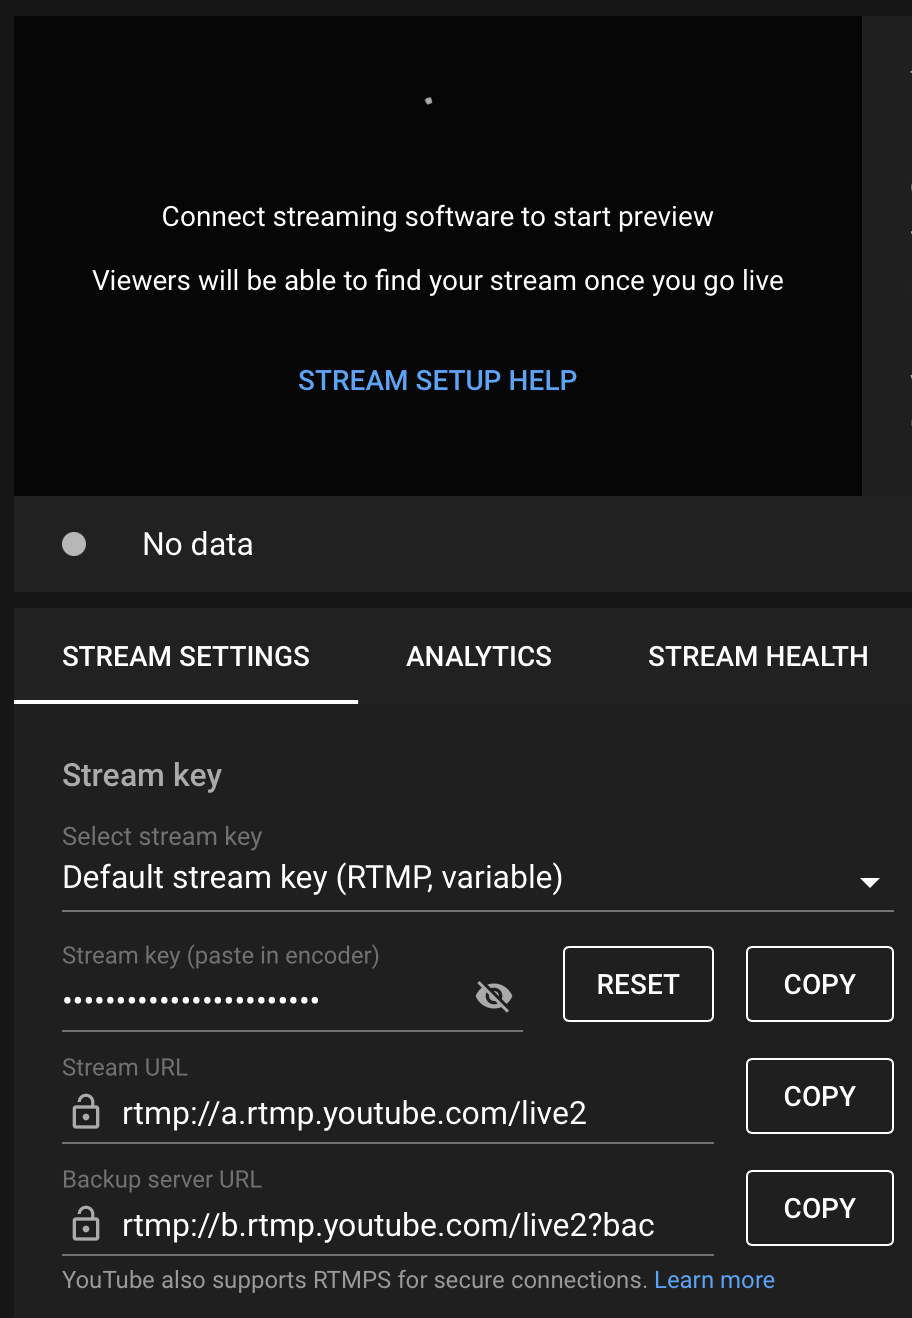 Connect streaming software to start preview
Viewers will be able to find your stream once you go live
STREAM SETUP HELP
No data
STREAM SETTINGS ANALYTICS STREAM HEALTH
Stream key
Select stream key
Default stream key (RTMP, variable)
Stream key (paste in encoder)
•••••••••••••••••••••••• RESET COPY
Stream URL
rtmp://a.rtmp.youtube.com/live2 COPY
Backup server URL
rtmp://b.rtmp.youtube.com/live2?bac COPY
YouTube also supports RTMPS for secure connections. Learn more